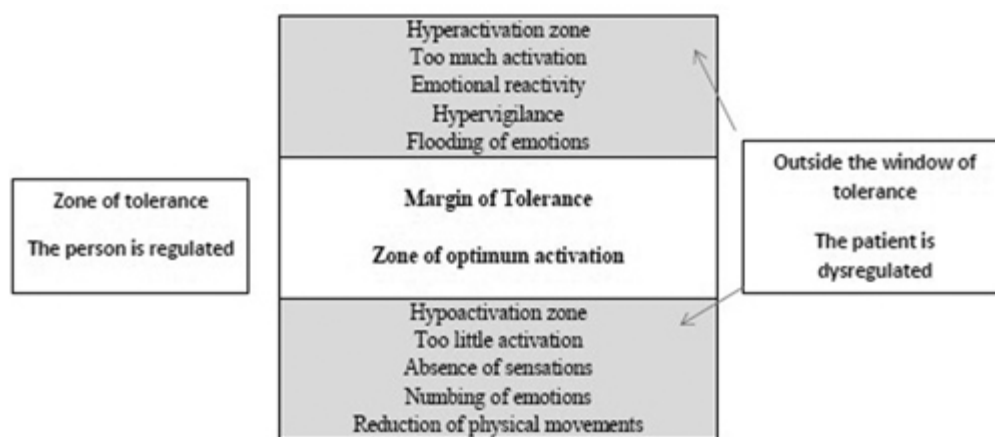 Hyperactivation zone
Too much activation
Emotional reactivity
Hypervigilance
Flooding of emotions
Zone of tolerance
The person is regulated
Margin of Tolerance
Zone of optimum activation
Outside the window of
tolerance
The patient is
dysregulated
Hypoactivation zone
Too little activation
Absence of sensations
Numbing of emotions
Reduction of physical movements